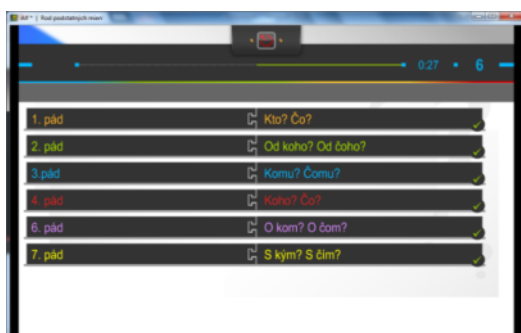 IMF* | Rod podstatných mien
0:27 • 6
1. pád Kto? Čo?
2. pád Od koho? Od čoho?
3.pád Komu? Čomu?
4. pád Koho? Čo?
6. pád O kom? O čom?
7. pád S kým? S čím?